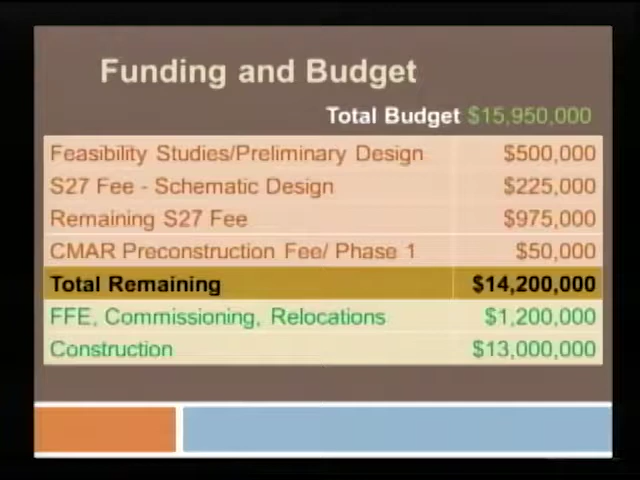 Funding and Budget
Total Budget $15,950,000
Feasibility Studies/Preliminary Design $500,000
S27 Fee - Schematic Design $225,000
Remaining S27 Fee $975,000
CMAR Preconstruction Fee/ Phase 1 $50,000
Total Remaining $14,200,000
FFE, Commissioning, Relocations $1,200,000
Construction $13,000,000